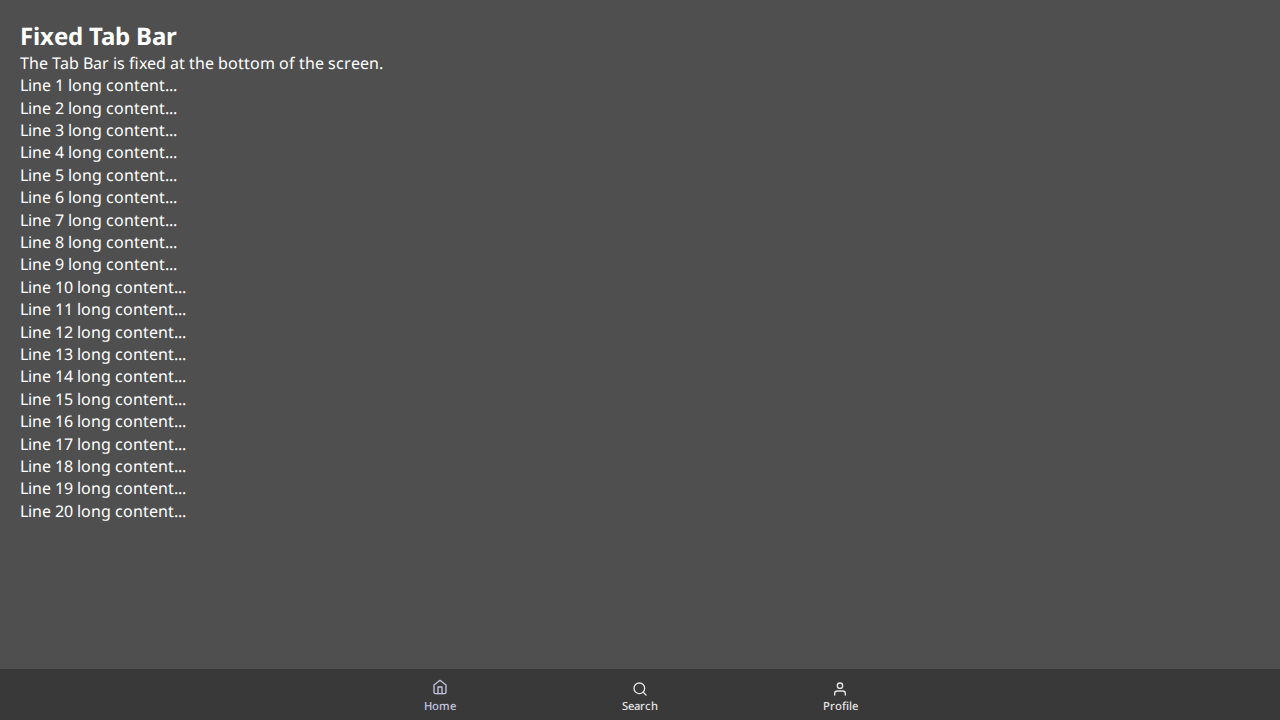 Fixed Tab Bar
The Tab Bar is fixed at the bottom of the screen.
Line 1 long content...
Line 2 long content...
Line 3 long content...
Line 4 long content...
Line 5 long content...
Line 6 long content...
Line 7 long content...
Line 8 long content...
Line 9 long content...
Line 10 long content...
Line 11 long content...
Line 12 long content...
Line 13 long content...
Line 14 long content...
Line 15 long content...
Line 16 long content...
Line 17 long content...
Line 18 long content...
Line 19 long content...
Line 20 long content...
Home
Search
Profile